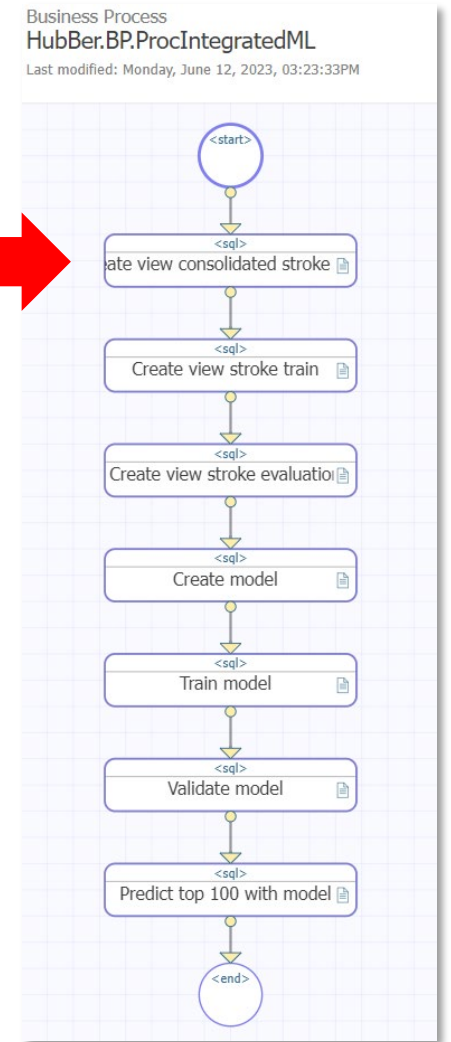 Business Process
HubBer.BP.ProcIntegratedML
Last modified: Monday, June 12, 2023, 03:23:33PM
<start>
<sql>
ate view consolidated stroke
<sql>
Create view stroke train
<sql>
Create view stroke evaluation
<sql>
Create model
<sql>
Train model
<sql>
Validate model
<sql>
Predict top 100 with model
<end>